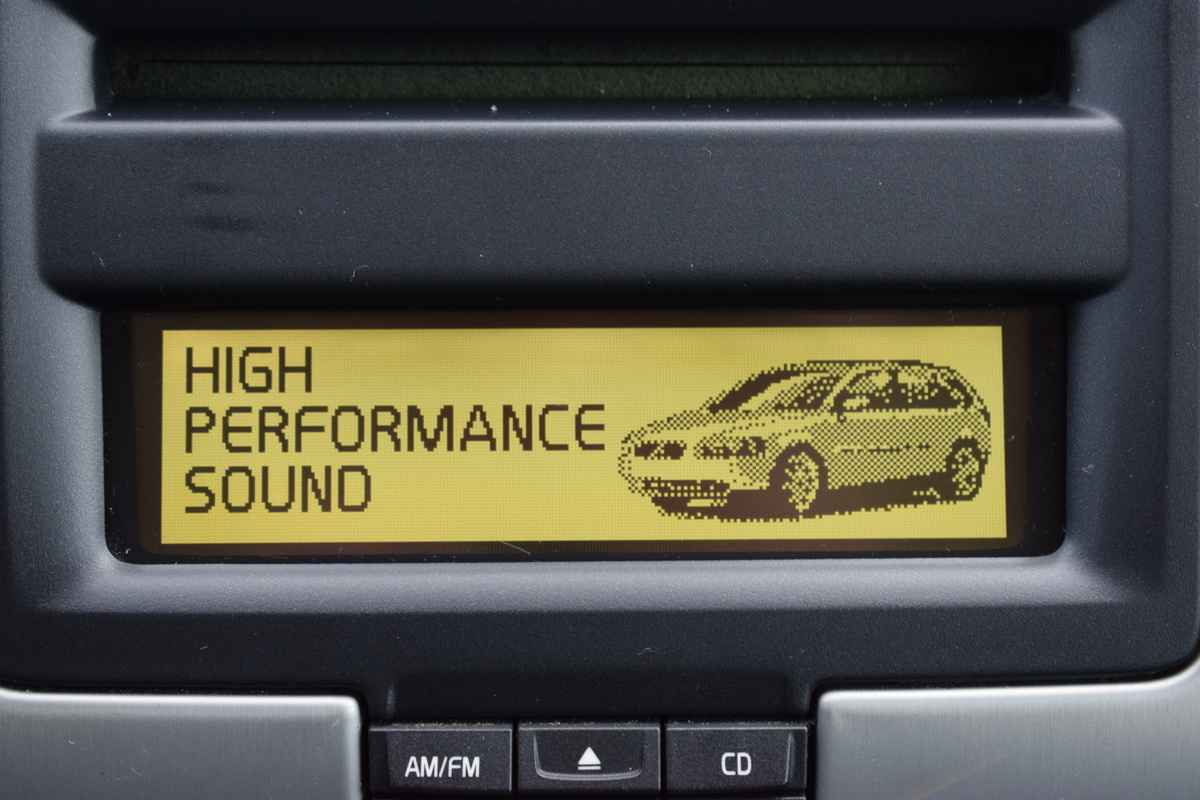 HIGH
PERFORMANCE
SOUND
AM/FM
CD